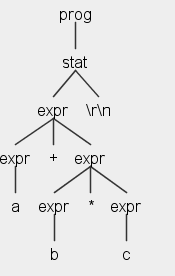 prog
stat
expr \r\n
expr + expr
a expr * expr
b c